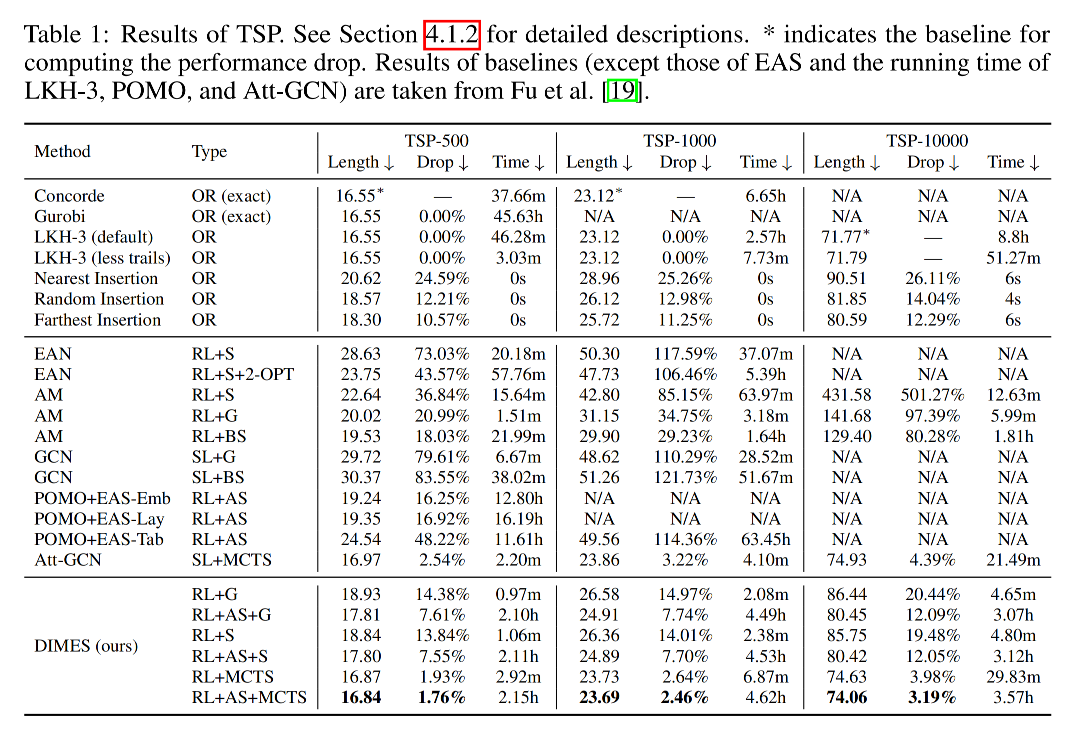 Table 1: Results of TSP. See Section 4.1.2 for detailed descriptions. * indicates the baseline for
computing the performance drop. Results of baselines (except those of EAS and the running time of
LKH-3, POMO, and Att-GCN) are taken from Fu et al. [19].
Method Type TSP-500 TSP-1000 TSP-10000
Length ↓ Drop ↓ Time ↓ Length ↓ Drop ↓ Time ↓ Length ↓ Drop ↓ Time ↓
Concorde OR (exact) 16.55* — 37.66m 23.12* — 6.65h N/A N/A N/A
Gurobi OR (exact) 16.55 0.00% 45.63h N/A N/A N/A N/A N/A N/A
LKH-3 (default) OR 16.55 0.00% 46.28m 23.12 0.00% 2.57h 71.77* — 8.8h
LKH-3 (less trails) OR 16.55 0.00% 3.03m 23.12 0.00% 7.73m 71.79 — 51.27m
Nearest Insertion OR 20.62 24.59% 0s 28.96 25.26% 0s 90.51 26.11% 6s
Random Insertion OR 18.57 12.21% 0s 26.12 12.98% 0s 81.85 14.04% 4s
Farthest Insertion OR 18.30 10.57% 0s 25.72 11.25% 0s 80.59 12.29% 6s
EAN RL+S 28.63 73.03% 20.18m 50.30 117.59% 37.07m N/A N/A N/A
EAN RL+S+2-OPT 23.75 43.57% 57.76m 47.73 106.46% 5.39h N/A N/A N/A
AM RL+S 22.64 36.84% 15.64m 42.80 85.15% 63.97m 431.58 501.27% 12.63m
AM RL+G 20.02 20.99% 1.51m 31.15 34.75% 3.18m 141.68 97.39% 5.99m
AM RL+BS 19.53 18.03% 21.99m 29.90 29.23% 1.64h 129.40 80.28% 1.81h
GCN SL+G 29.72 79.61% 6.67m 48.62 110.29% 28.52m N/A N/A N/A
GCN SL+BS 30.37 83.55% 38.02m 51.26 121.73% 51.67m N/A N/A N/A
POMO+EAS-Emb RL+AS 19.24 16.25% 12.80h N/A N/A N/A N/A N/A N/A
POMO+EAS-Lay RL+AS 19.35 16.92% 16.19h N/A N/A N/A N/A N/A N/A
POMO+EAS-Tab RL+AS 24.54 48.22% 11.61h 49.56 114.36% 63.45h N/A N/A N/A
Att-GCN SL+MCTS 16.97 2.54% 2.20m 23.86 3.22% 4.10m 74.93 4.39% 21.49m
DIMES (ours)
RL+G 18.93 14.38% 0.97m 26.58 14.97% 2.08m 86.44 20.44% 4.65m
RL+AS+G 17.81 7.61% 2.10h 24.91 7.74% 4.49h 80.45 12.09% 3.07h
RL+S 18.84 13.84% 1.06m 26.36 14.01% 2.38m 85.75 19.48% 4.80m
RL+AS+S 17.80 7.55% 2.11h 24.89 7.70% 4.53h 80.42 12.05% 3.12h
RL+MCTS 16.87 1.93% 2.92m 23.73 2.64% 6.87m 74.63 3.98% 29.83m
RL+AS+MCTS 16.84 1.76% 2.15h 23.69 2.46% 4.62h 74.06 3.19% 3.57h